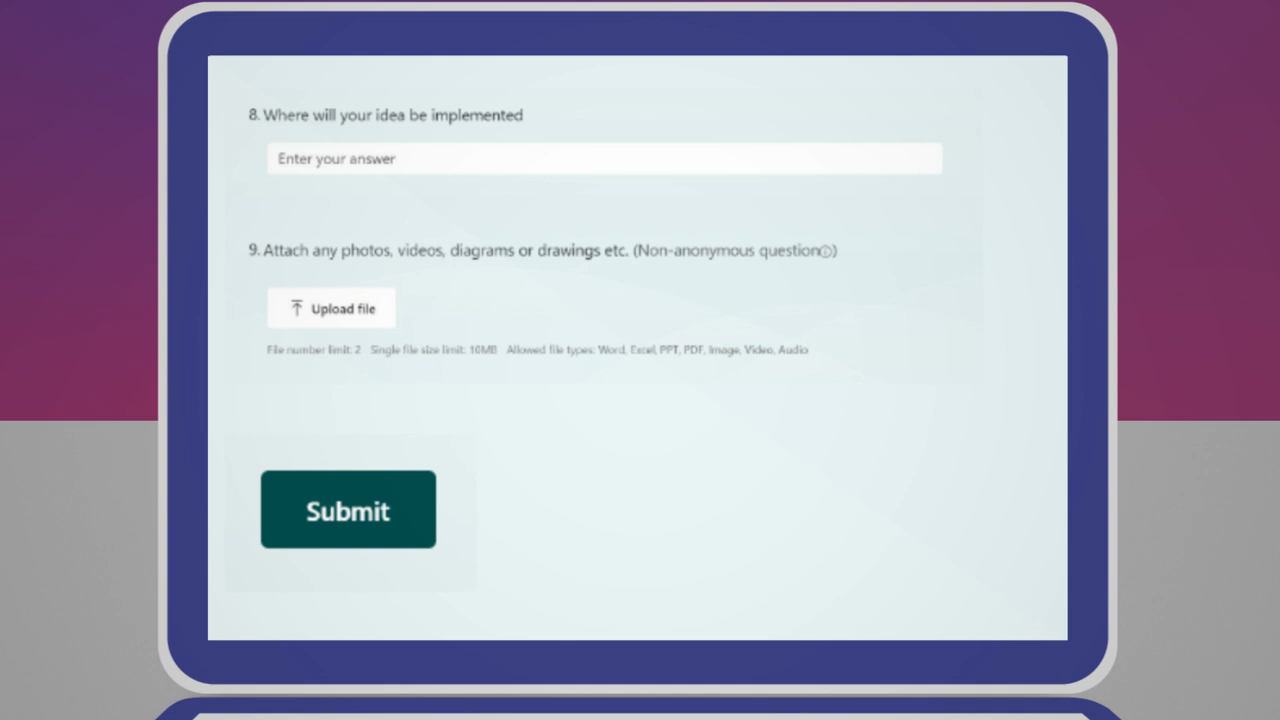 8. Where will your idea be implemented
Enter your answer
9. Attach any photos, videos, diagrams or drawings etc. (Non-anonymous question)
Upload file
File number limit: 2 Single file size limit: 10MB Allowed file types: Word, Excel, PPT, PDF, Image, Video, Audio
Submit